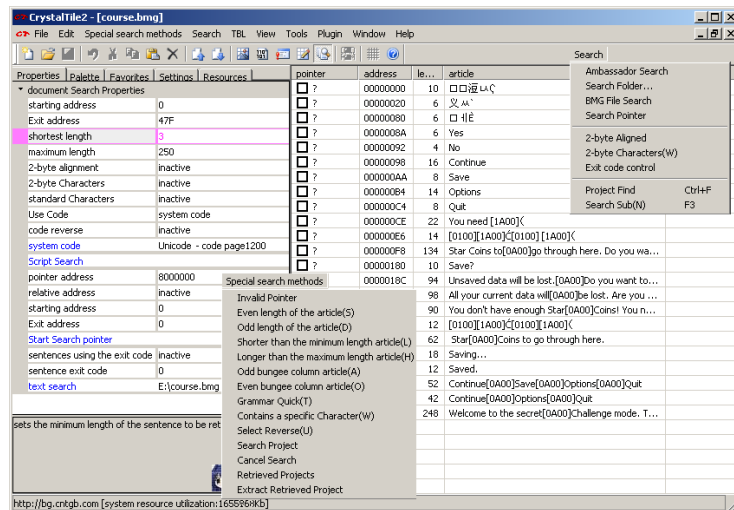 CrystalTile2 - [course.bmg]
File Edit Special search methods Search TBL View Tools Plugin Window Help
Search
Properties Palette Favorites Settings Resources
document Search Properties
starting address 0
Exit address 47F
shortest length 3
maximum length 250
2-byte alignment inactive
2-byte Characters inactive
standard Characters inactive
Use Code system code
code reverse inactive
system code Unicode - code page1200
Script Search
pointer address 8000000
relative address inactive
starting address 0
Exit address 0
Start Search pointer
sentences using the exit code inactive
sentence exit code 0
text search E:\course.bmg
sets the minimum length of the sentence to be ret
pointer address le... article
? 00000000 10
? 00000020 6
? 00000080 6
? 0000008A 6 Yes
? 00000092 4 No
? 00000098 16 Continue
? 000000AA 8 Save
? 000000B4 14 Options
? 000000C4 8 Quit
? 000000CE 22 You need [1A00](
? 000000E6 14 [0100][1A00]Ċ[0100][1A00](
? 000000F8 134 Star Coins to[0A00]go through here. Do you wa...
? 00000180 10 Save?
? 0000018C 94 Unsaved data will be lost.[0A00]Do you want to...
98 All your current data will[0A00]be lost. Are you ...
90 You don't have enough Star[0A00]Coins! You n...
12 [0100][1A00]Ċ[0100][1A00](
62 Star[0A00]Coins to go through here.
18 Saving...
12 Saved.
52 Continue[0A00]Save[0A00]Options[0A00]Quit
42 Continue[0A00]Options[0A00]Quit
248 Welcome to the secret[0A00]Challenge mode. T...
Ambassador Search
Search Folder...
BMG File Search
Search Pointer
2-byte Aligned
2-byte Characters(W)
Exit code control
Project Find Ctrl+F
Search Sub(N) F3
Special search methods
Invalid Pointer
Even length of the article(S)
Odd length of the article(D)
Shorter than the minimum length article(L)
Longer than the maximum length article(H)
Odd bungee column article(A)
Even bungee column article(O)
Grammar Quick(T)
Contains a specific Character(W)
Select Reverse(U)
Search Project
Cancel Search
Retrieved Projects
Extract Retrieved Project
http://bg.cntgb.com [system resource utilization: